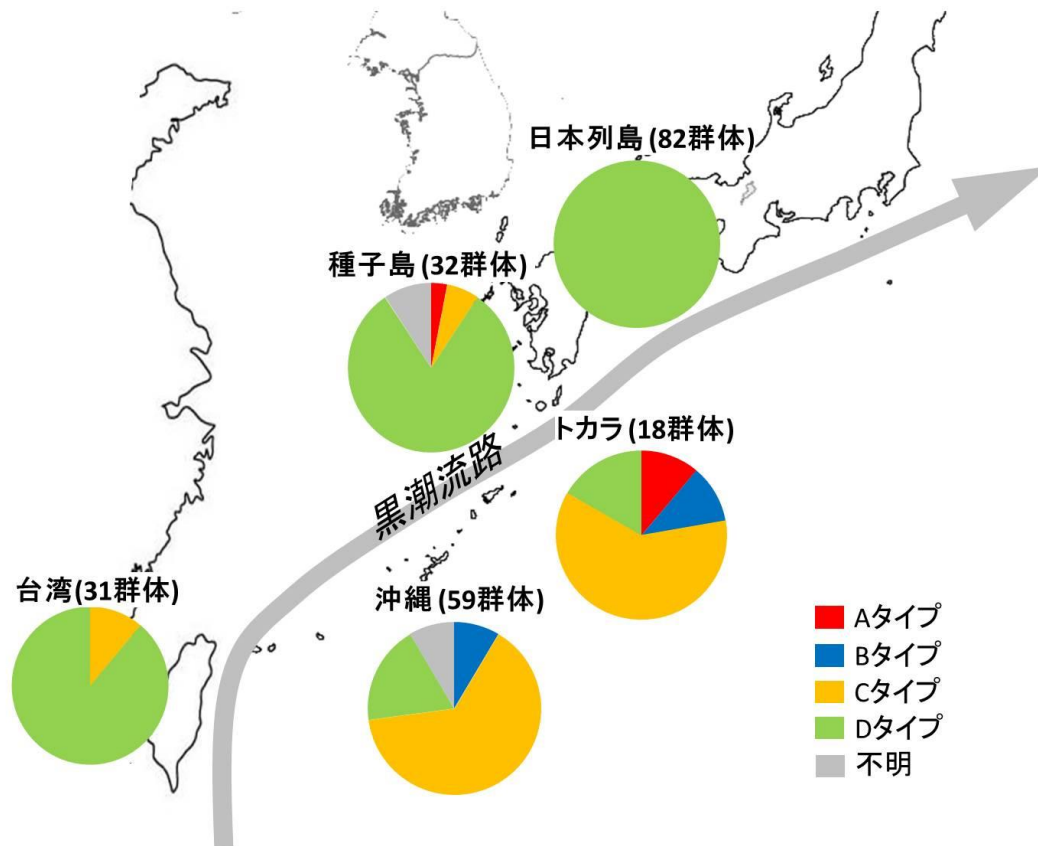 日本列島(82群体)
種子島(32群体)
トカラ(18群体)
黒潮流路
台湾(31群体)
沖縄(59群体)
Aタイプ
Bタイプ
Cタイプ
Dタイプ
不明